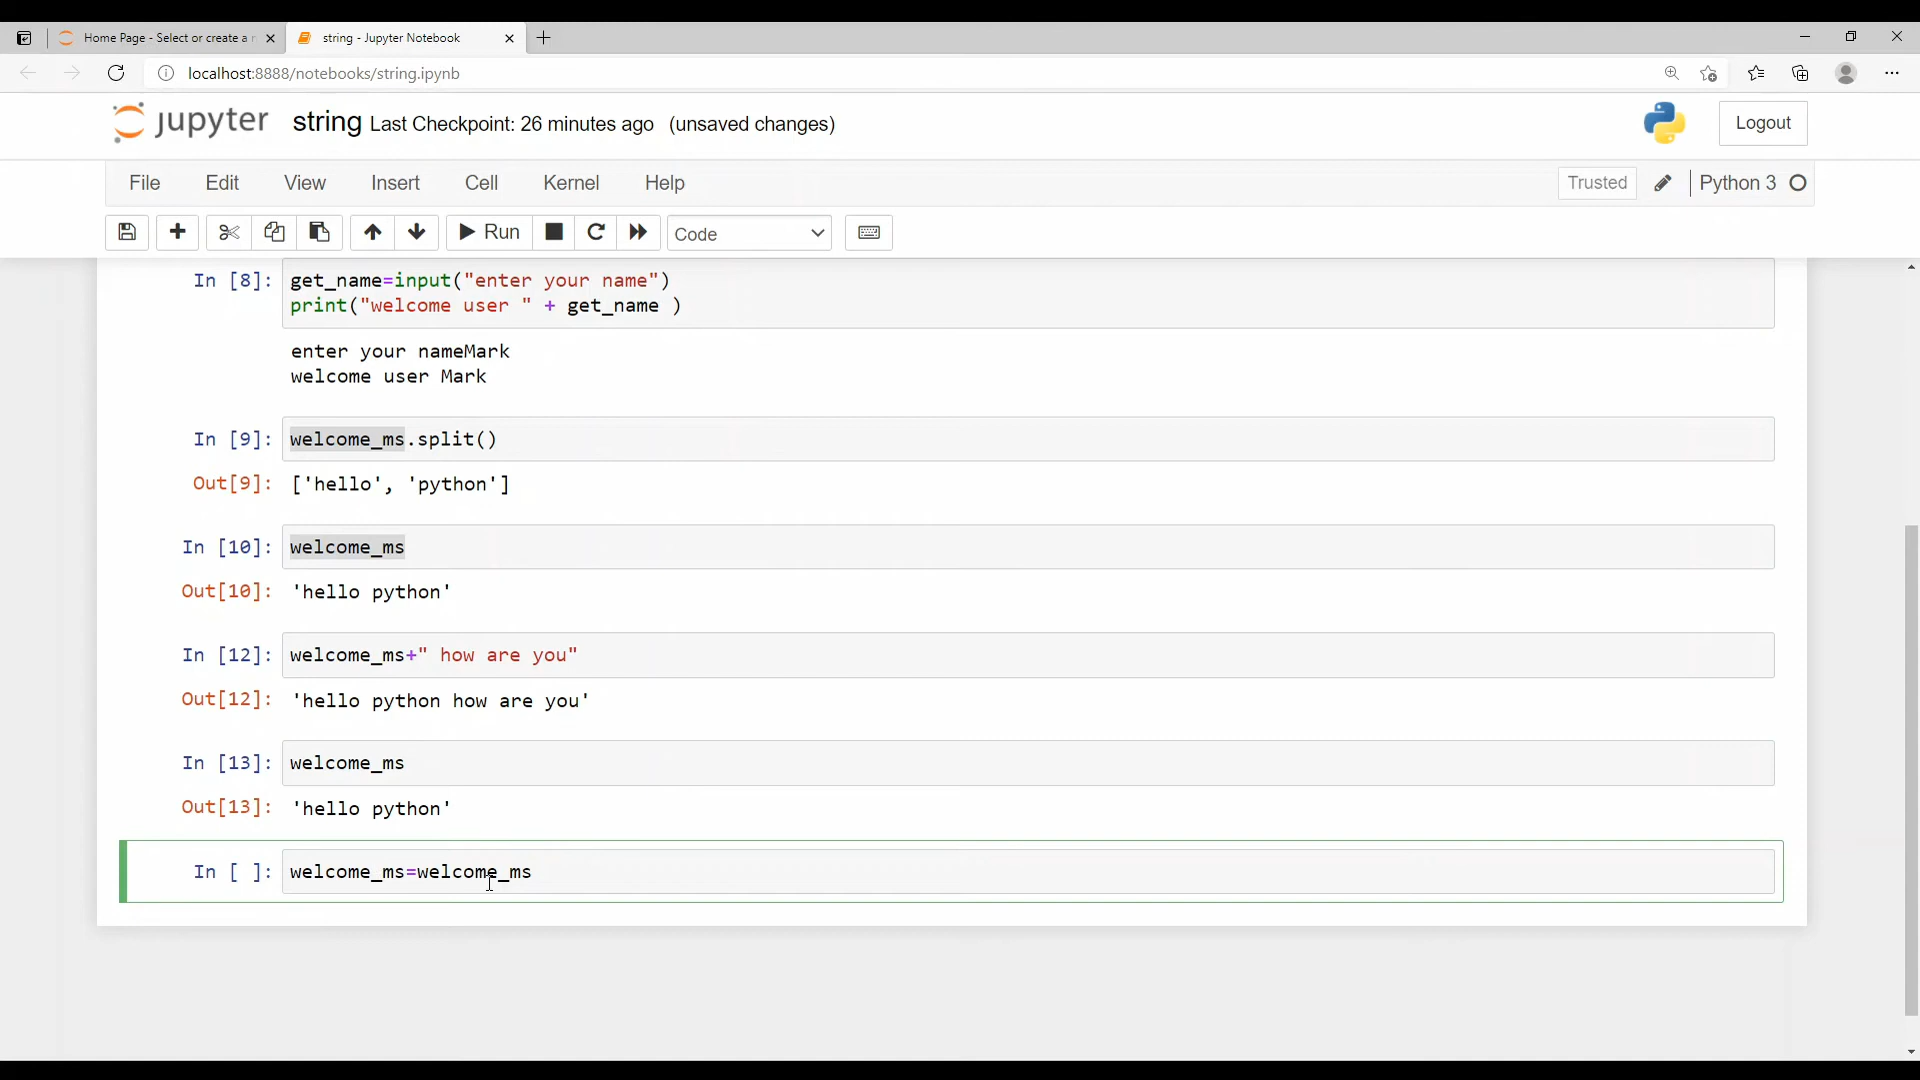 Home Page - Select or create a n
string - Jupyter Notebook
localhost:8888/notebooks/string.ipynb
jupyter string Last Checkpoint: 26 minutes ago (unsaved changes)
Logout
File Edit View Insert Cell Kernel Help
Trusted Python 3
Run Code
In [8]: get_name=input("enter your name")
print("welcome user " + get_name )
enter your nameMark
welcome user Mark
In [9]: welcome_ms.split()
Out[9]: ['hello', 'python']
In [10]: welcome_ms
Out[10]: 'hello python'
In [12]: welcome_ms+" how are you"
Out[12]: 'hello python how are you'
In [13]: welcome_ms
Out[13]: 'hello python'
In [ ]: welcome_ms=welcome_ms